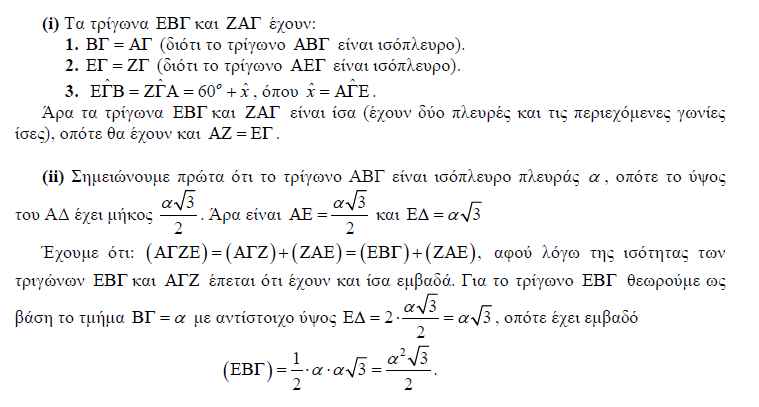 (i) Τα τρίγωνα ΕΒΓ και ΖΑΓ έχουν:
1. ΒΓ = ΑΓ (διότι το τρίγωνο ΑΒΓ είναι ισόπλευρο).
2. ΕΓ = ΖΓ (διότι το τρίγωνο ΑΕΓ είναι ισόπλευρο).
3. ΕΓ̂Β = ΖΓ̂Α = 60° + x̂, όπου x̂ = ΑΓ̂Ε.
Άρα τα τρίγωνα ΕΒΓ και ΖΑΓ είναι ίσα (έχουν δύο πλευρές και τις περιεχόμενες γωνίες
ίσες), οπότε θα έχουν και ΑΖ = ΕΓ.
(ii) Σημειώνουμε πρώτα ότι το τρίγωνο ΑΒΓ είναι ισόπλευρο πλευράς α, οπότε το ύψος
του ΑΔ έχει μήκος α√3/2. Άρα είναι ΑΕ = α√3/2 και ΕΔ = α√3
Έχουμε ότι: (ΑΓΖΕ) = (ΑΓΖ) + (ΖΑΕ) = (ΕΒΓ) + (ΖΑΕ), αφού λόγω της ισότητας των
τριγώνων ΕΒΓ και ΑΓΖ έπεται ότι έχουν και ίσα εμβαδά. Για το τρίγωνο ΕΒΓ θεωρούμε ως
βάση το τμήμα ΒΓ = α με αντίστοιχο ύψος ΕΔ = 2·α√3/2 = α√3, οπότε έχει εμβαδό
(ΕΒΓ) = 1/2·α·α√3 = α²√3/2.